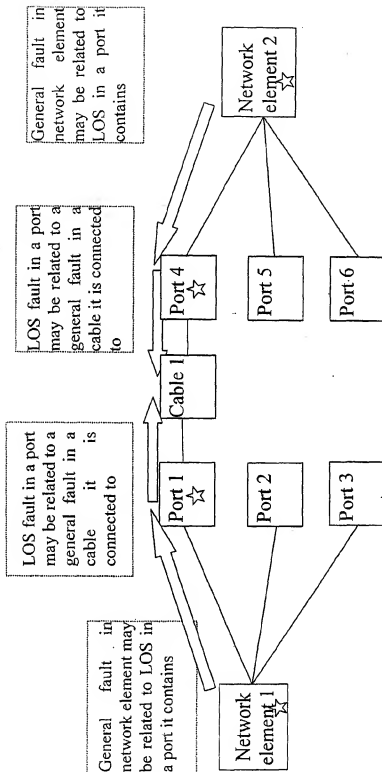 General fault in
network element may
be related to LOS in
a port it contains
LOS fault in a port
may be related to a
general fault in a
cable it is
connected to
LOS fault in a port
may be related to a
general fault in a
cable it is connected
to
General fault in
network element
may be related to
LOS in a port it
contains
Network
element 1
Port 1
Port 2
Port 3
Cable 1
Port 4
Port 5
Port 6
Network
element 2